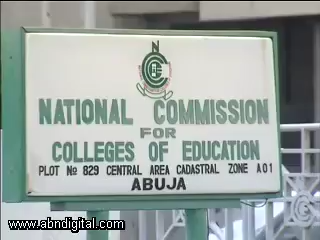 N
NATIONAL COMMISSION
FOR
COLLEGES OF EDUCATION
PLOT № 829 CENTRAL AREA CADASTRAL ZONE A01
ABUJA
www.abndigital.com